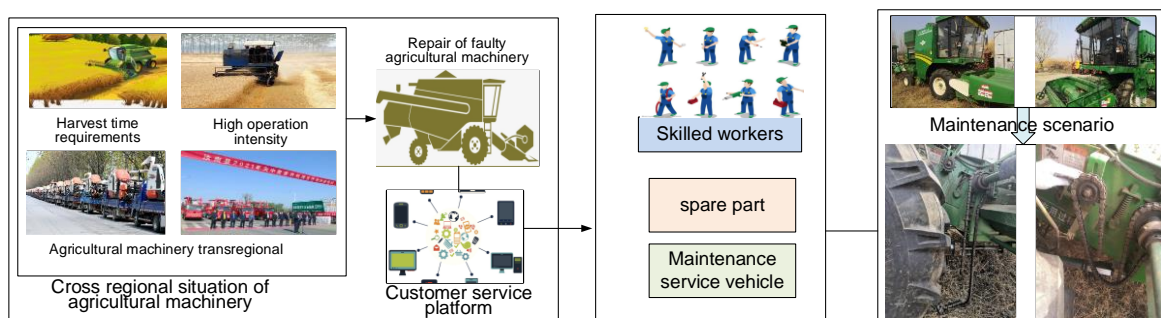 Harvest time
requirements
High operation
intensity
Agricultural machinery transregional
Cross regional situation of
agricultural machinery
Repair of faulty
agricultural machinery
Customer service
platform
Skilled workers
spare part
Maintenance
service vehicle
Maintenance scenario